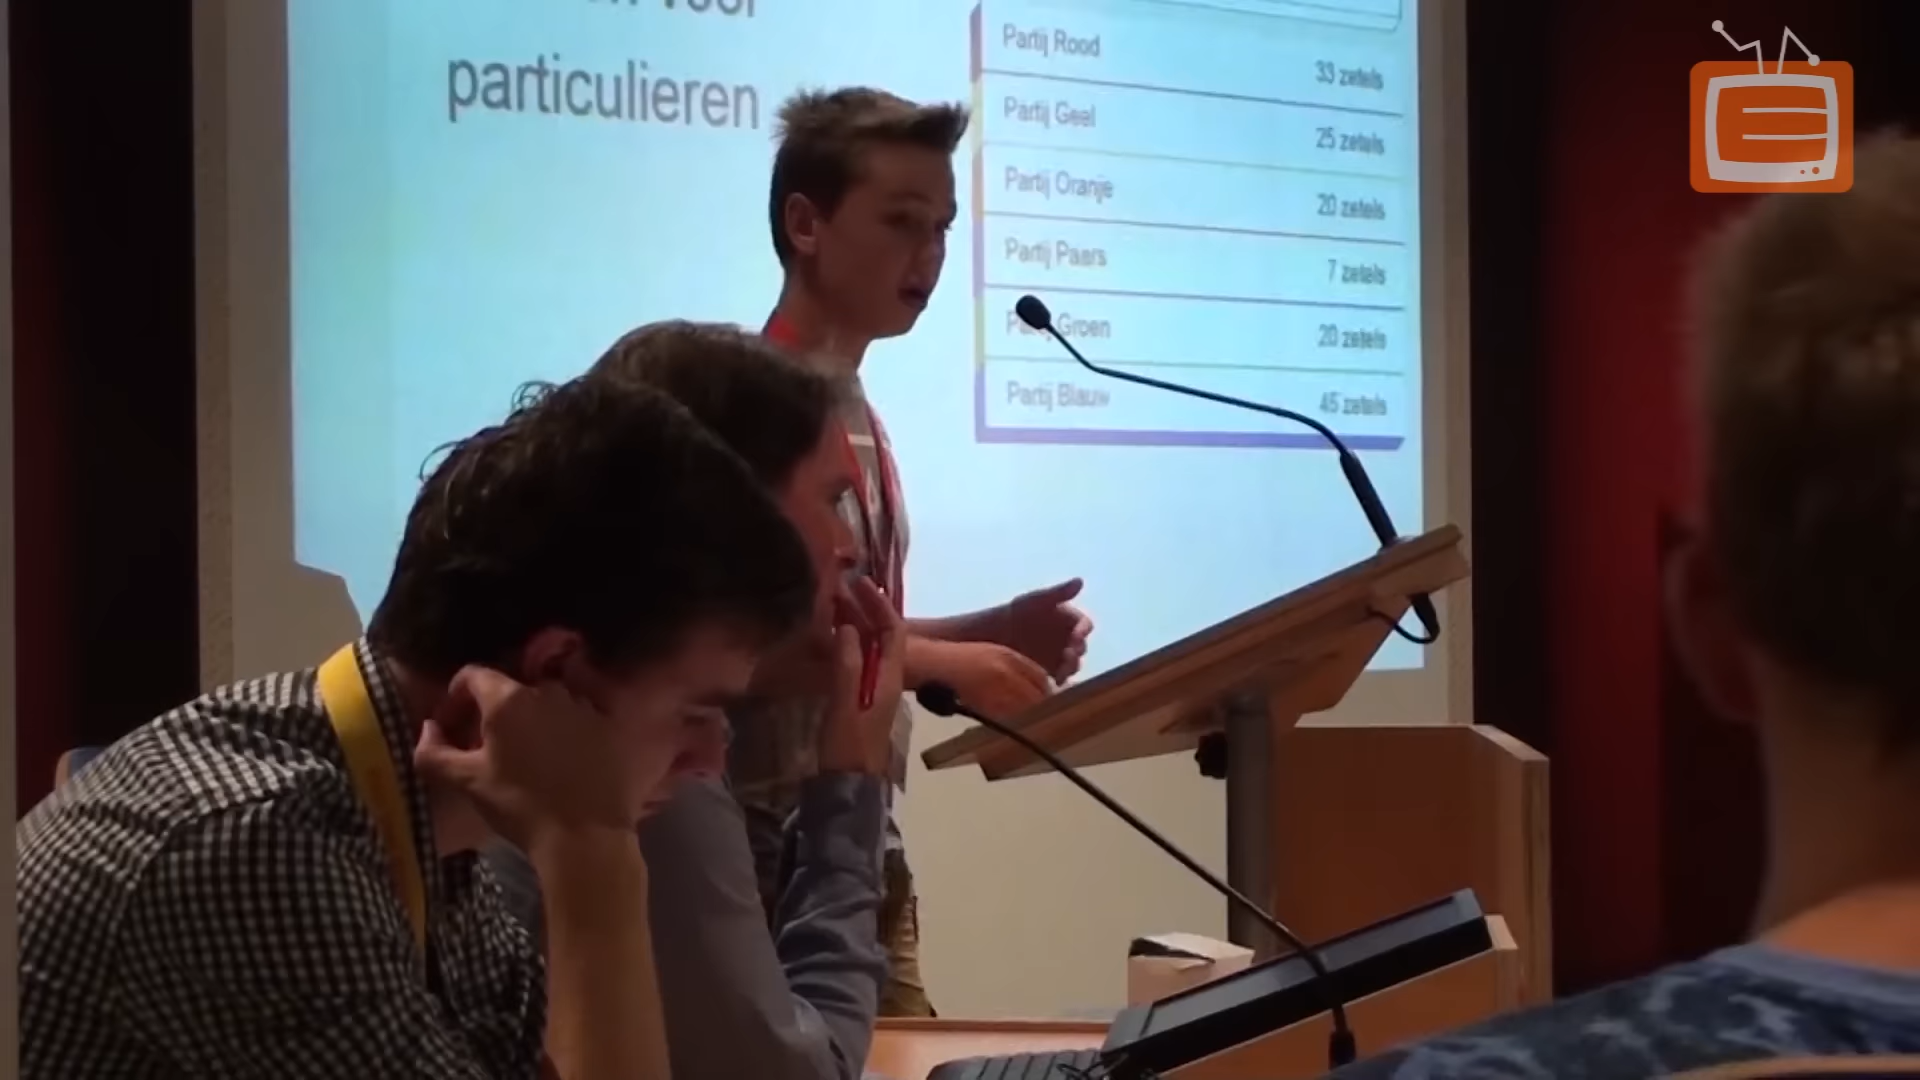 voor
particulieren
Partij Rood 33 zetels
Partij Geel 25 zetels
Partij Oranje 20 zetels
Partij Paars 7 zetels
Groen 20 zetels
Partij Blauw 45 zetels